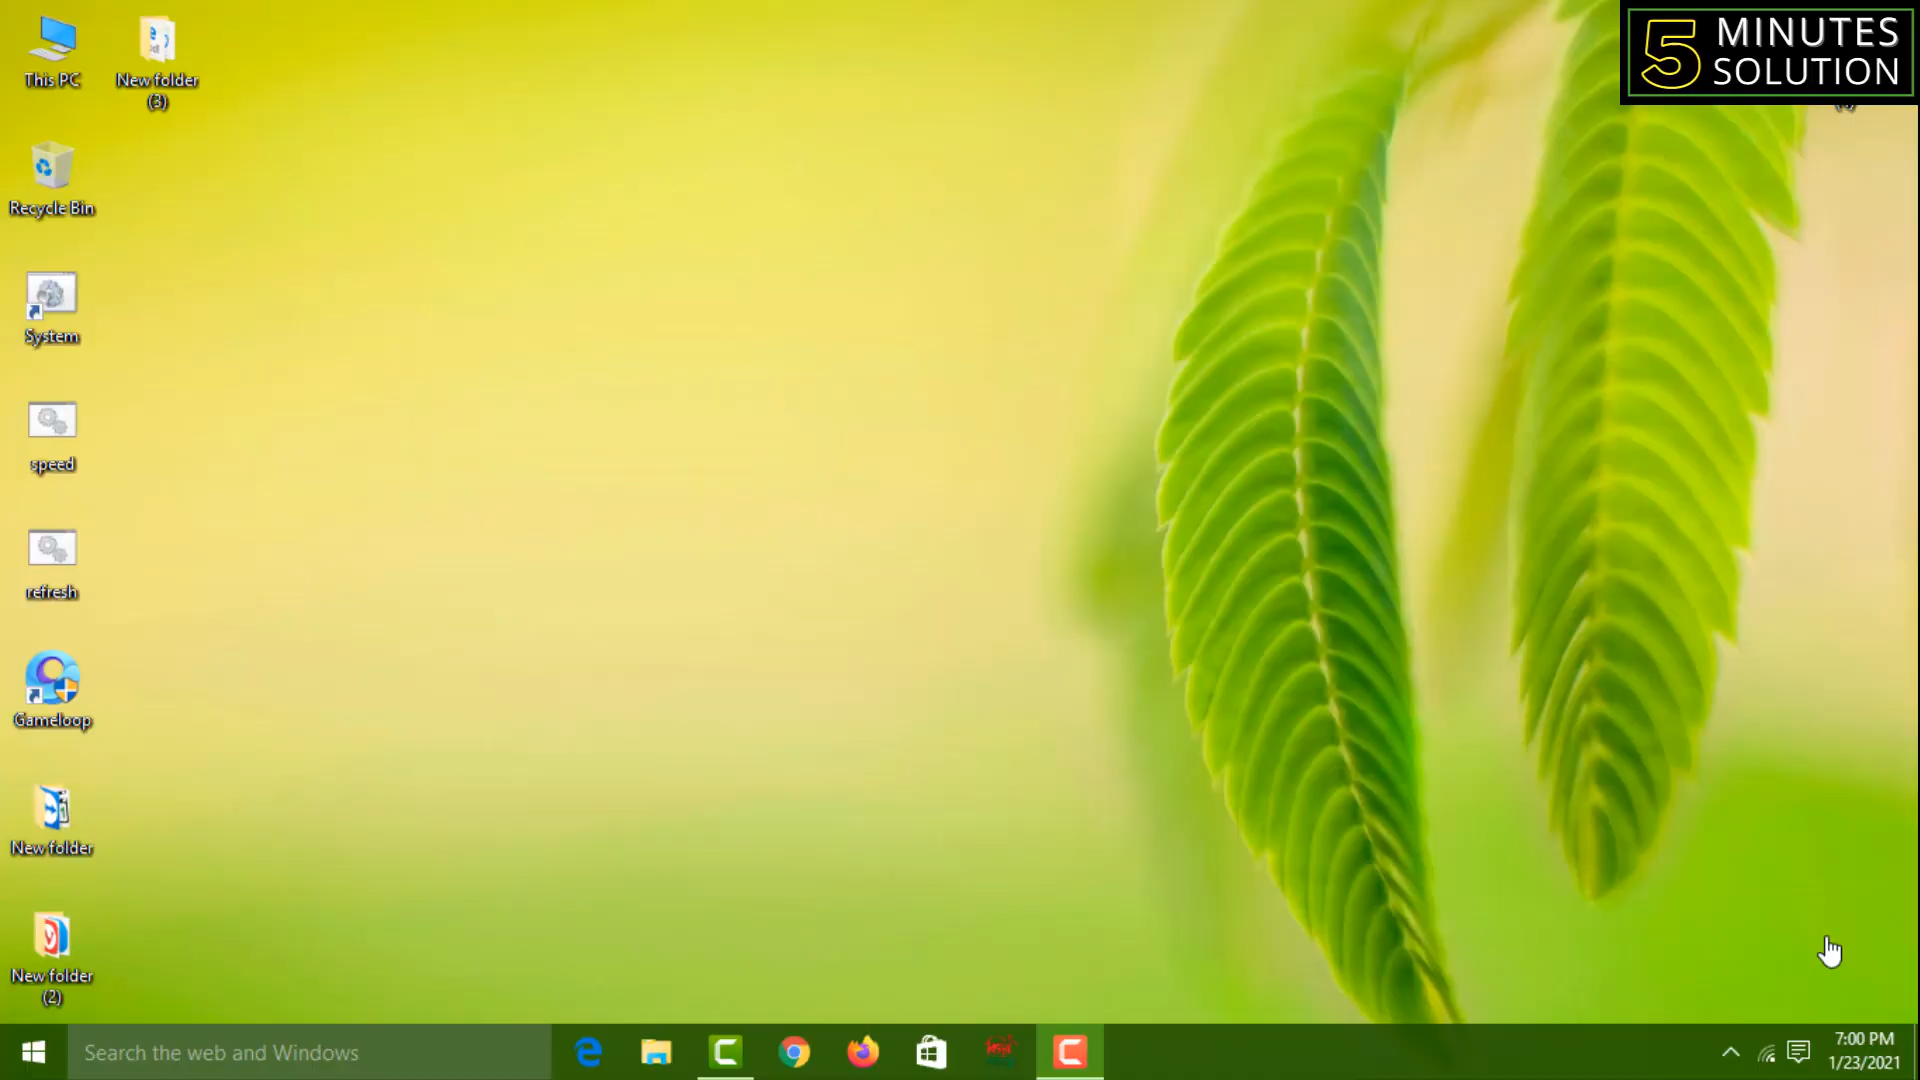 5 MINUTES
SOLUTION
This PC
New folder
(3)
Recycle Bin
System
speed
refresh
Gameloop
New folder
New folder
(2)
Search the web and Windows
7:00 PM
1/23/2021